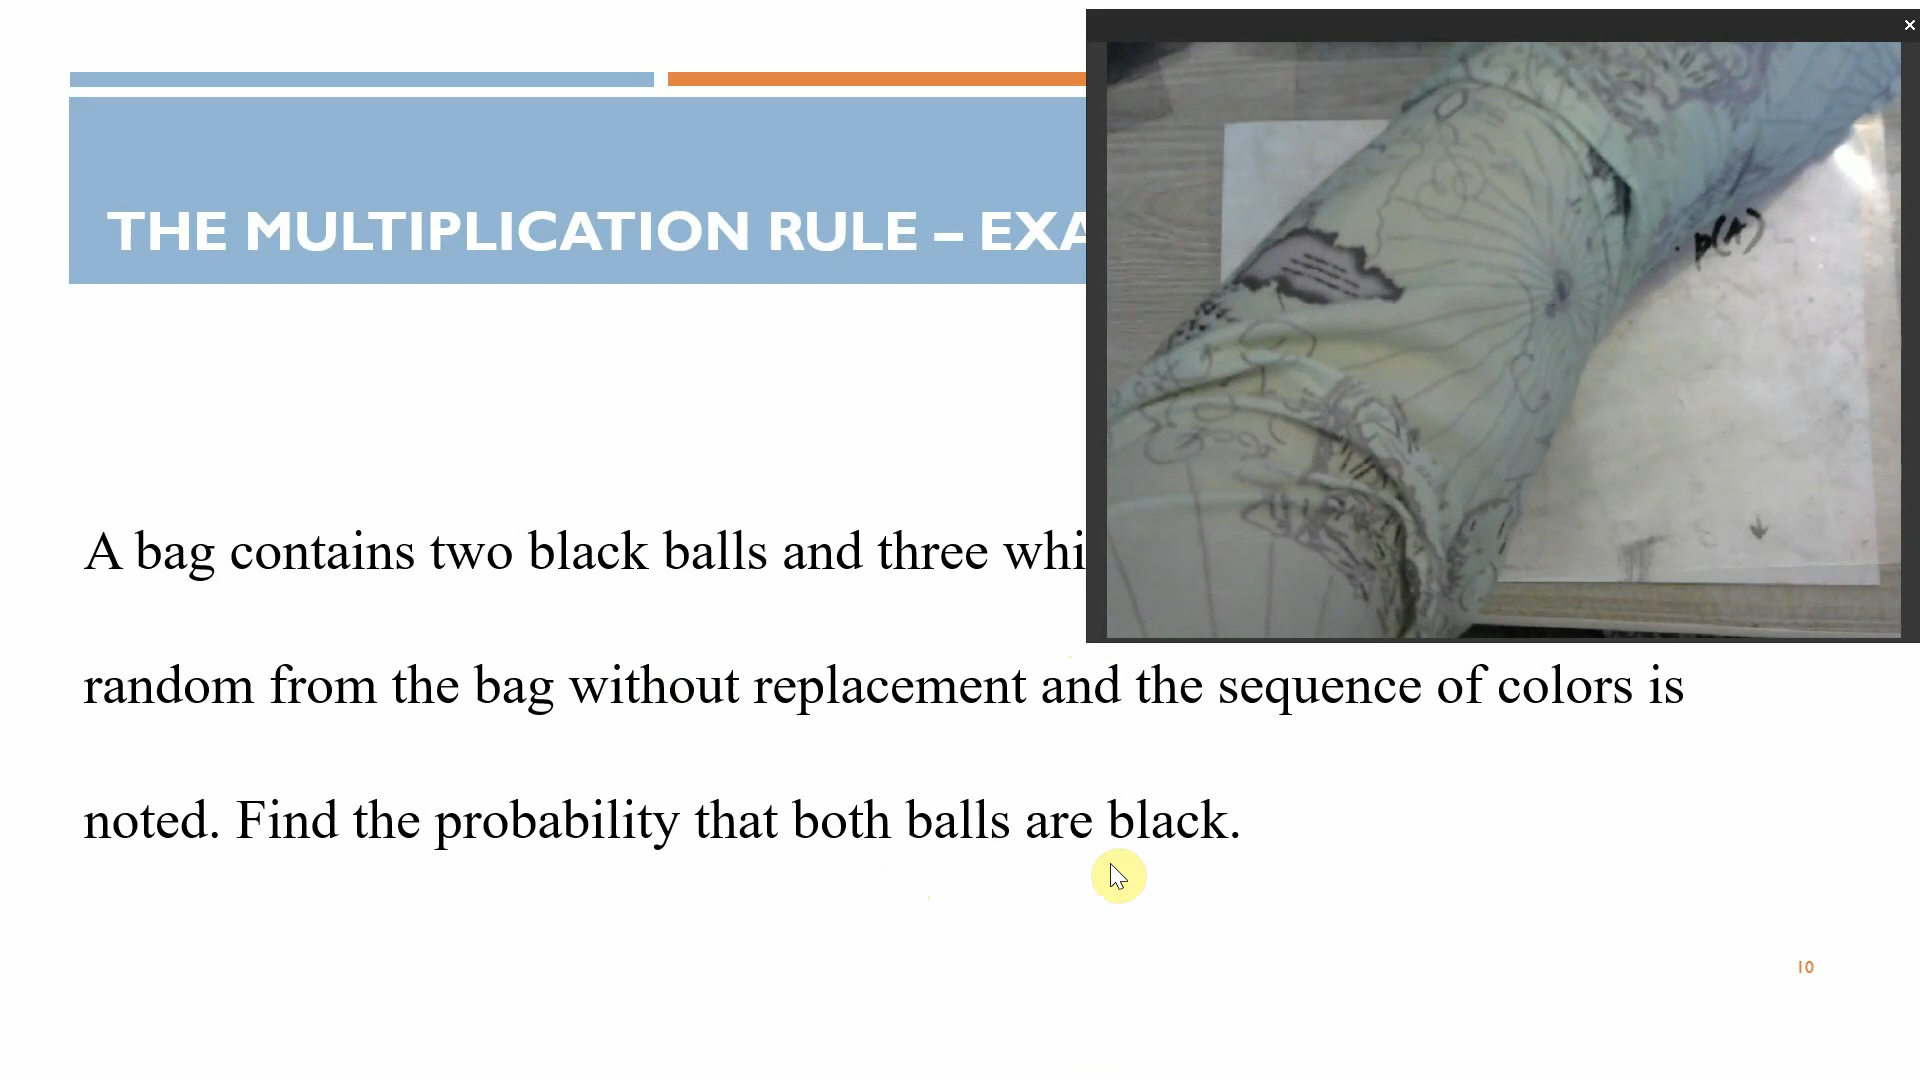 THE MULTIPLICATION RULE – EXA
p(A)
A bag contains two black balls and three whi
random from the bag without replacement and the sequence of colors is
noted. Find the probability that both balls are black.
10